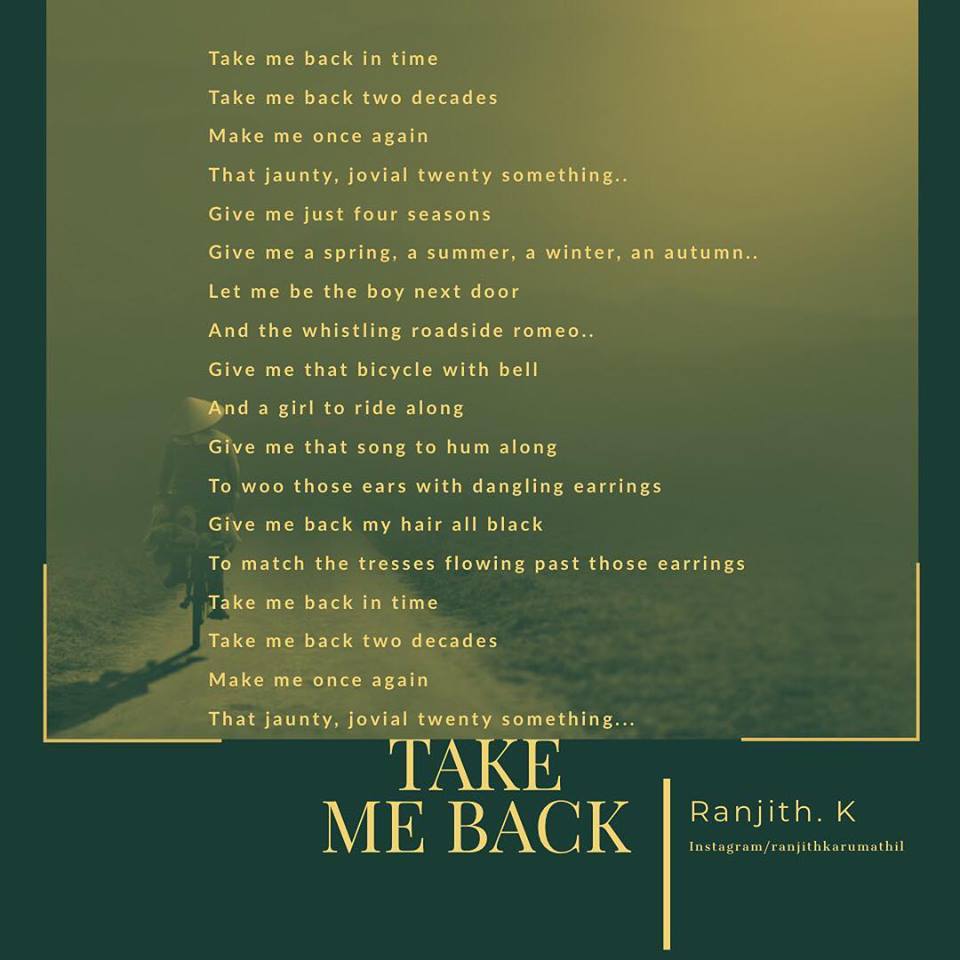 Take me back in time
Take me back two decades
Make me once again
That jaunty, jovial twenty something..
Give me just four seasons
Give me a spring, a summer, a winter, an autumn..
Let me be the boy next door
And the whistling roadside romeo..
Give me that bicycle with bell
And a girl to ride along
Give me that song to hum along
To woo those ears with dangling earrings
Give me back my hair all black
To match the tresses flowing past those earrings
Take me back in time
Take me back two decades
Make me once again
That jaunty, jovial twenty something...
TAKE
ME BACK
Ranjith. K
Instagram/ranjithkarumathil